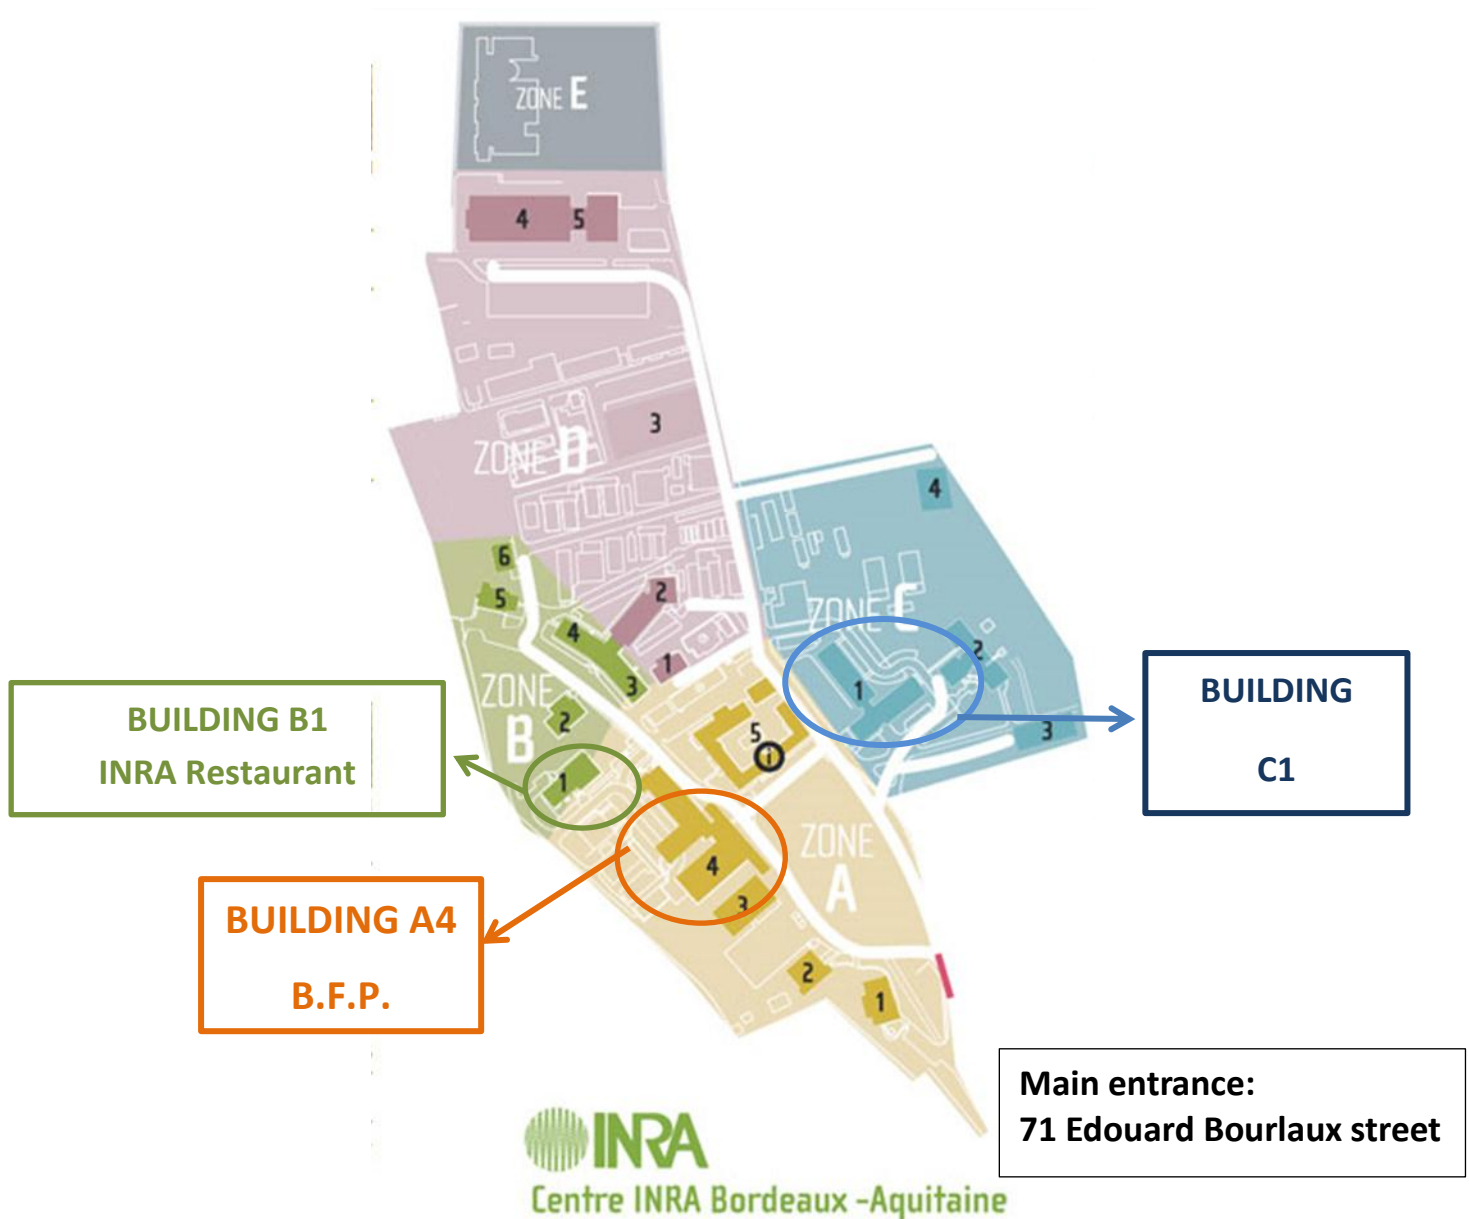 ZONE E
4
5
3
ZONE D
4
6
5
2
ZONE C
4
1
3
2
1
ZONE
B
2
5
i
3
1
BUILDING B1
INRA Restaurant
BUILDING
C1
ZONE
A
4
3
2
1
BUILDING A4
B.F.P.
Main entrance:
71 Edouard Bourlaux street
INRA
Centre INRA Bordeaux -Aquitaine